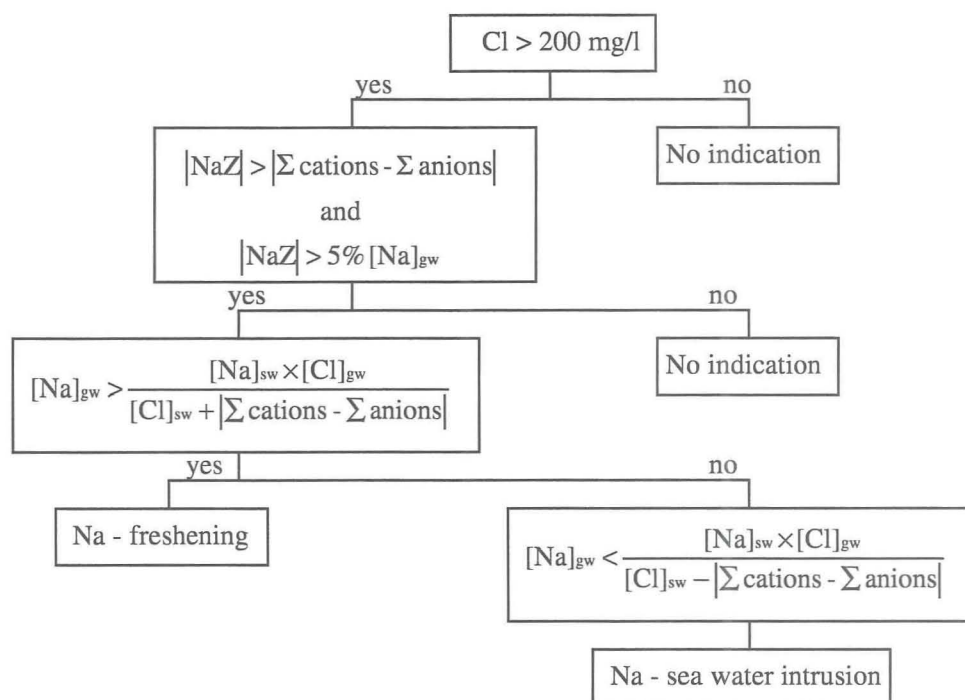 Cl > 200 mg/l
yes
no
|NaZ| > |Σ cations - Σ anions|
and
|NaZ| > 5% [Na]gw
No indication
yes
no
[Na]gw > [Na]sw × [Cl]gw / [Cl]sw + |Σ cations - Σ anions|
No indication
yes
no
Na - freshening
[Na]gw < [Na]sw × [Cl]gw / [Cl]sw − |Σ cations - Σ anions|
Na - sea water intrusion